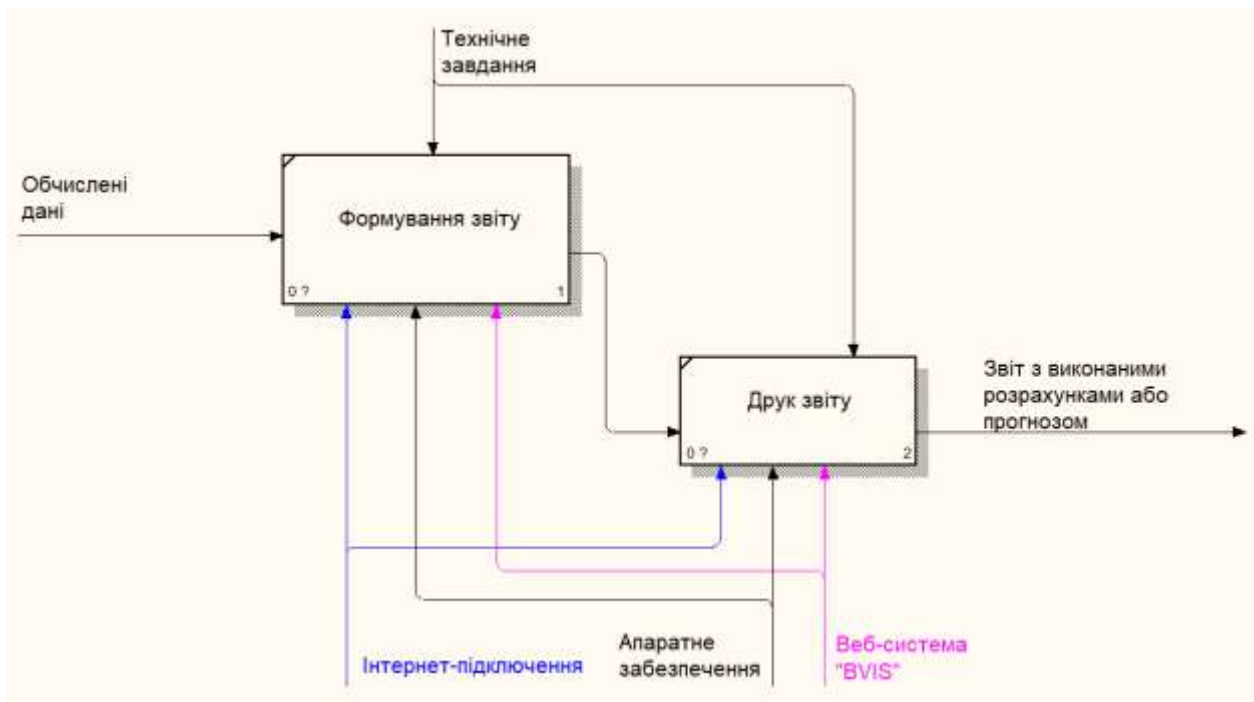 Технічне
завдання
Обчислені
дані
Формування звіту
0 ?
1
Звіт з виконаними
розрахунками або
прогнозом
Друк звіту
0 ?
2
Інтернет-підключення
Апаратне
забезпечення
Веб-система
"BVIS"